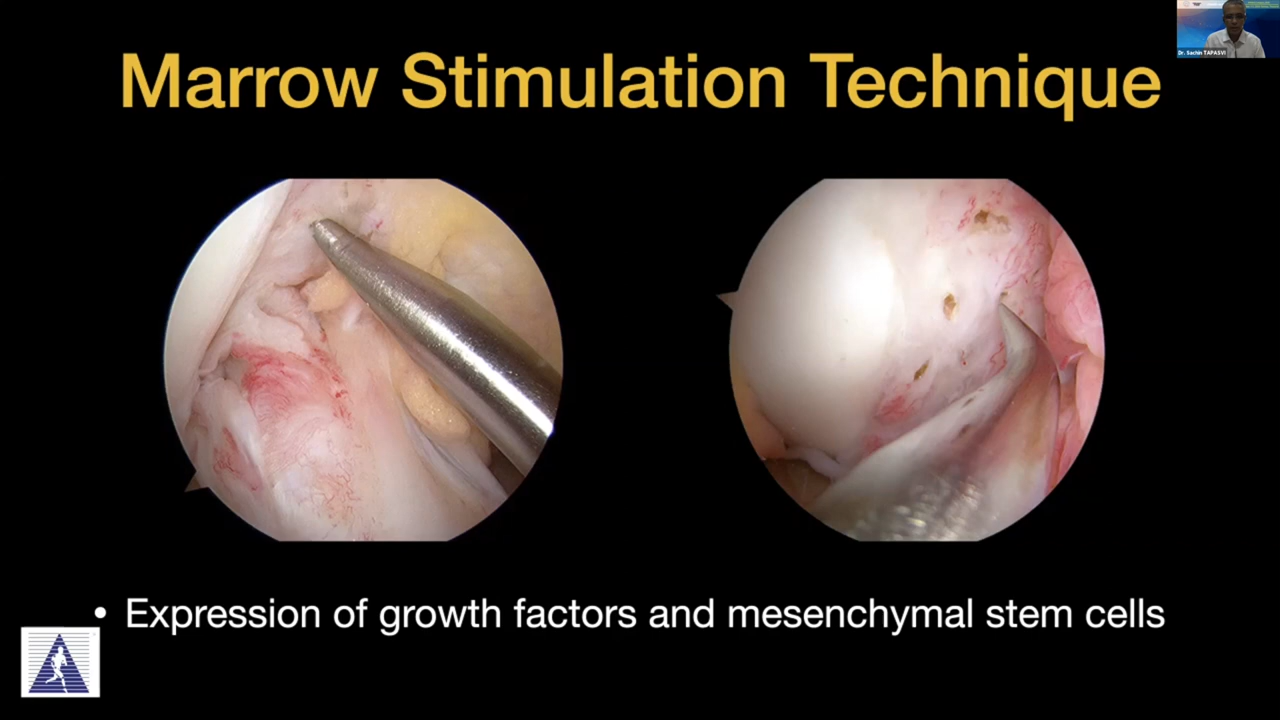 Marrow Stimulation Technique
Dr. Sachin TAPASVI
• Expression of growth factors and mesenchymal stem cells